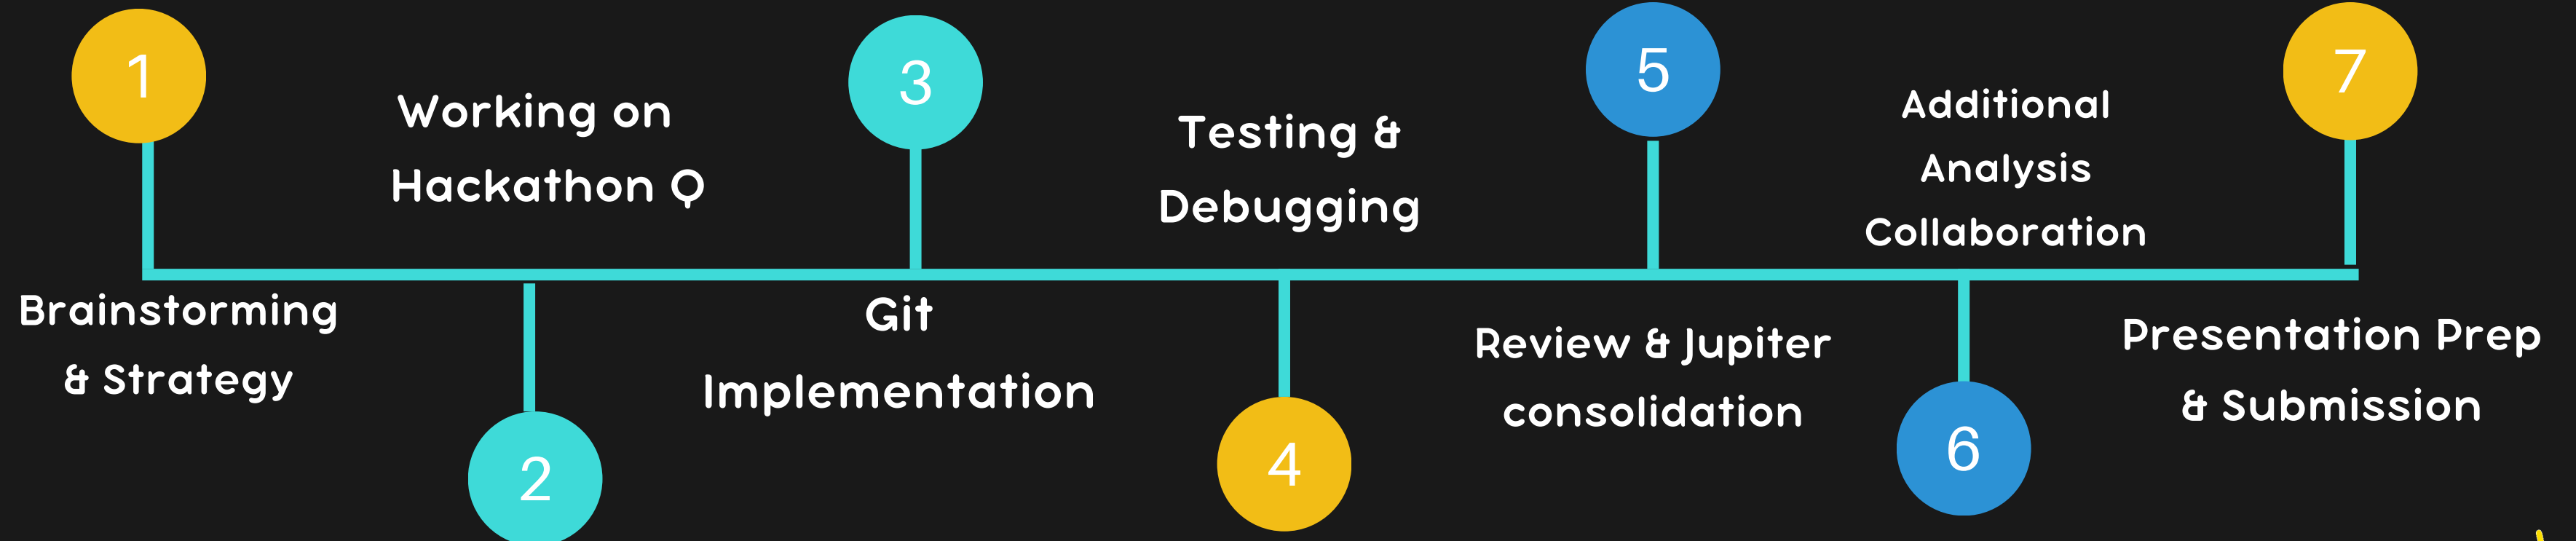 1
Brainstorming
& Strategy
Working on
Hackathon Q
2
3
Git
Implementation
Testing &
Debugging
4
5
Review & Jupiter
consolidation
Additional
Analysis
Collaboration
6
7
Presentation Prep
& Submission